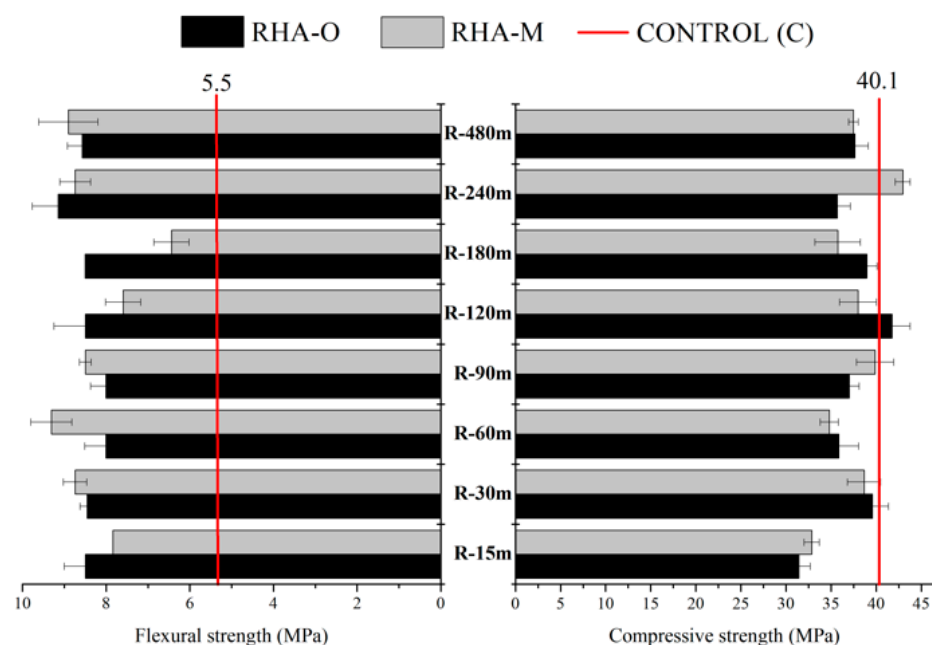 RHA-O RHA-M CONTROL (C)
5.5 40.1
R-480m
R-240m
R-180m
R-120m
R-90m
R-60m
R-30m
R-15m
10 8 6 4 2 0 0 5 10 15 20 25 30 35 40 45
Flexural strength (MPa) Compressive strength (MPa)